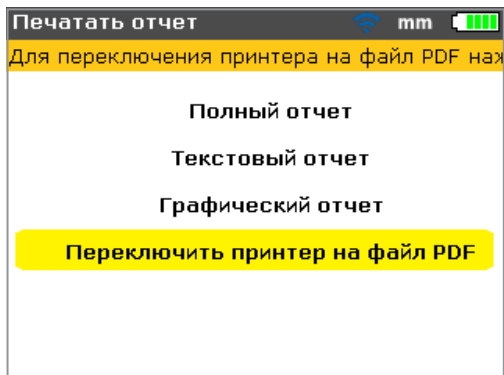 Печатать отчет mm
Для переключения принтера на файл PDF
Полный отчет
Текстовый отчет
Графический отчет
Переключить принтер на файл PDF